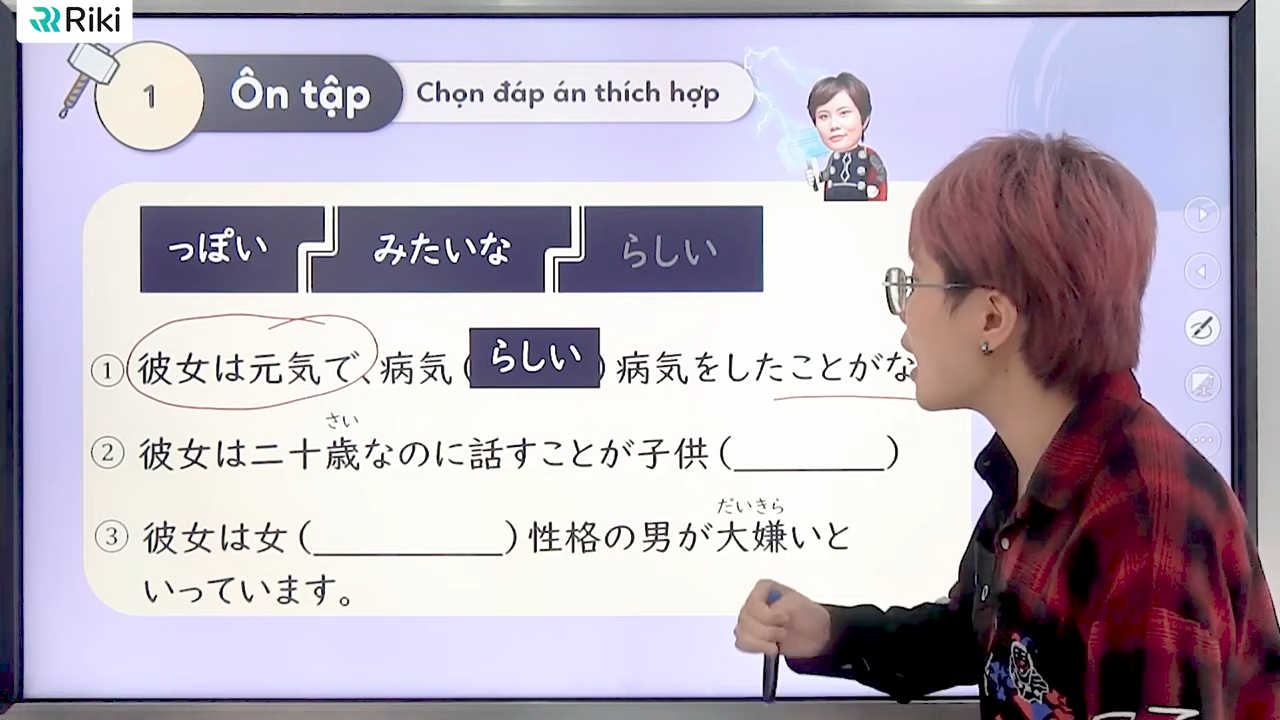 Riki
1 Ôn tập Chọn đáp án thích hợp
っぽい みたいな らしい
① 彼女は元気で、病気(らしい)病気をしたことがな
さい
② 彼女は二十歳なのに話すことが子供(________)
だいきら
③ 彼女は女(__________)性格の男が大嫌いと
いっています。